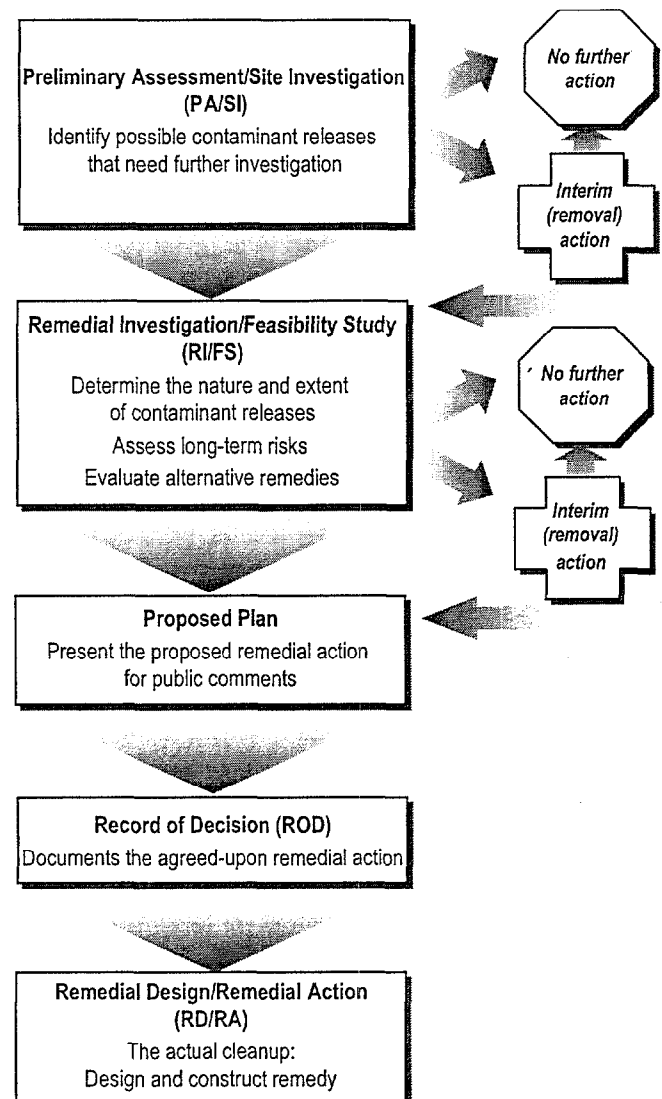 Preliminary Assessment/Site Investigation
(PA/SI)
Identify possible contaminant releases
that need further investigation
No further
action
Interim
(removal)
action
Remedial Investigation/Feasibility Study
(RI/FS)
Determine the nature and extent
of contaminant releases
Assess long-term risks
Evaluate alternative remedies
No further
action
Interim
(removal)
action
Proposed Plan
Present the proposed remedial action
for public comments
Record of Decision (ROD)
Documents the agreed-upon remedial action
Remedial Design/Remedial Action
(RD/RA)
The actual cleanup:
Design and construct remedy